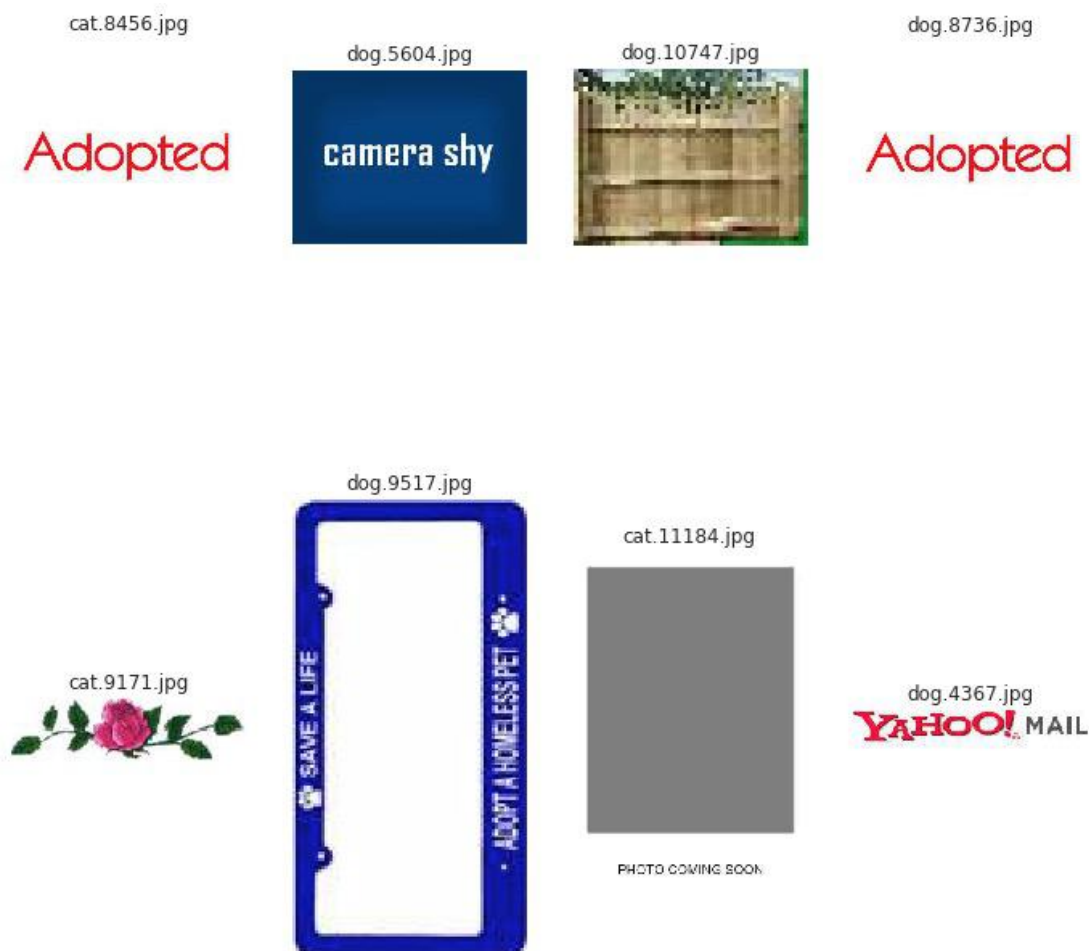 cat.8456.jpg
dog.5604.jpg
dog.10747.jpg
dog.8736.jpg
Adopted
camera shy
Adopted
dog.9517.jpg
cat.11184.jpg
cat.9171.jpg
dog.4367.jpg
SAVE A LIFE
ADOPT A HOMELESS PET
YAHOO! MAIL
PHOTO COMING SOON